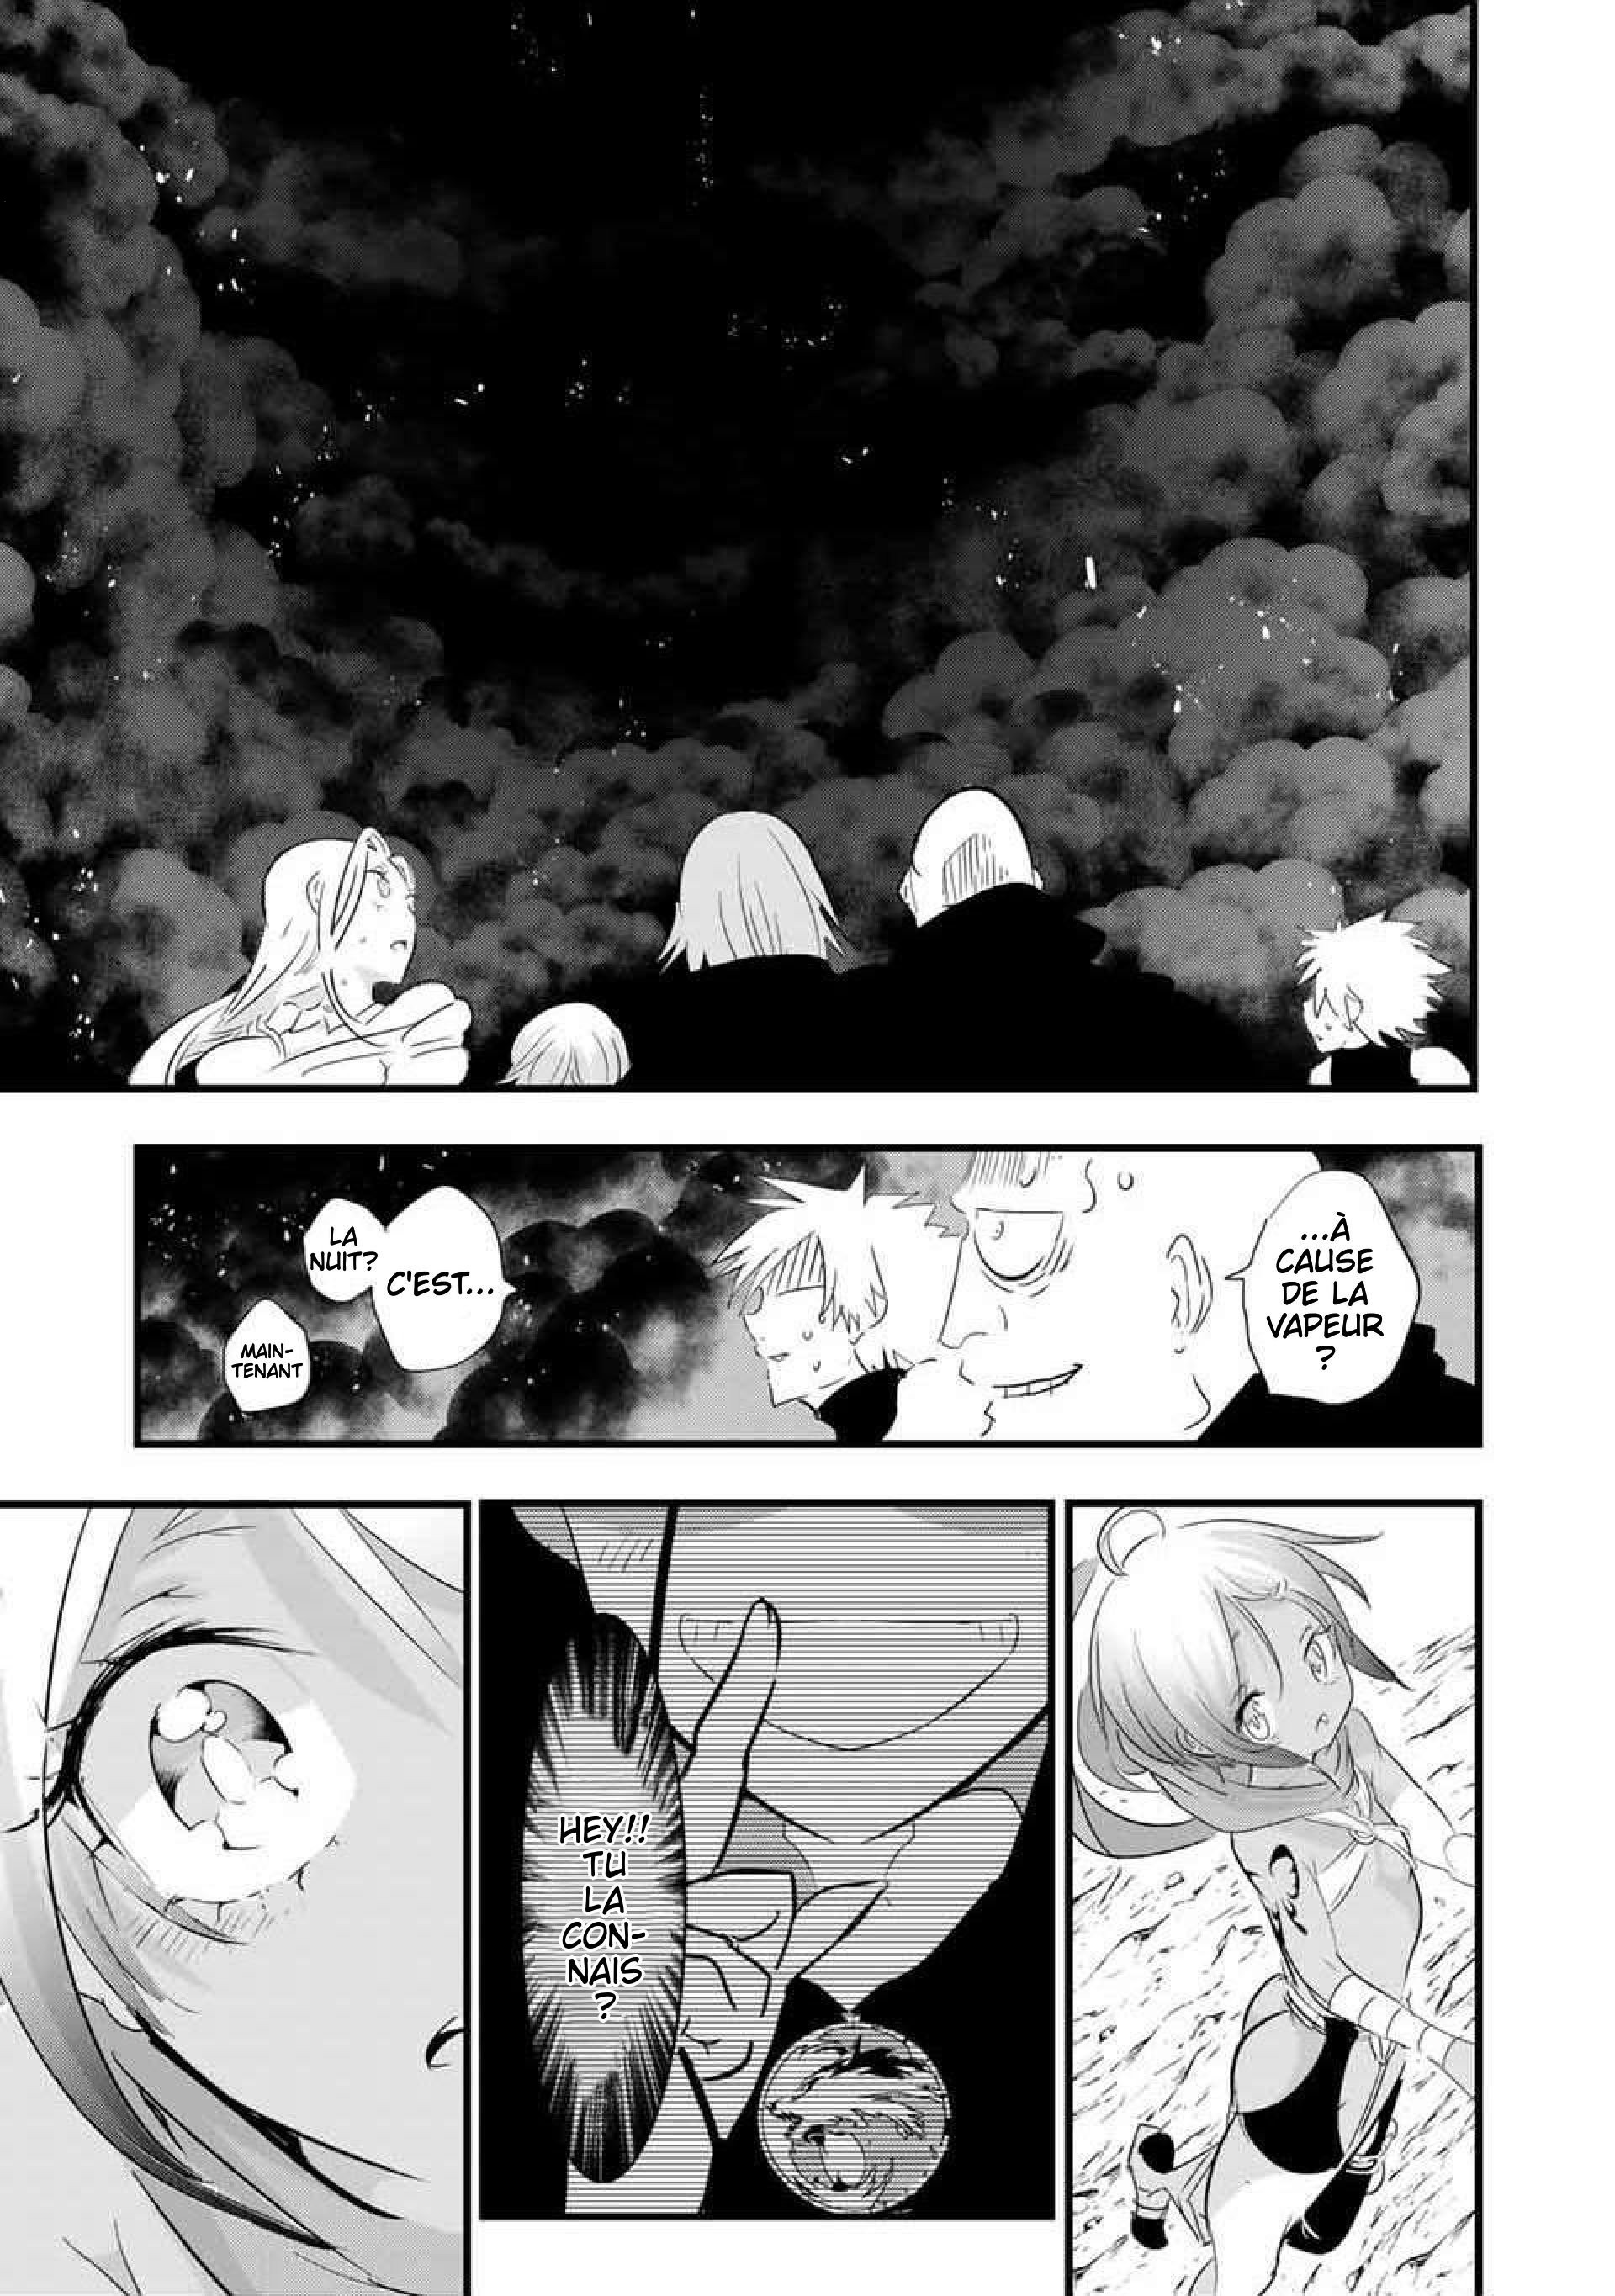 ...À
CAUSE
DE LA
VAPEUR
?
C'EST...
LA
NUIT?
MAIN-
TENANT
HEY!!
TU
LA
CON-
NAIS
?